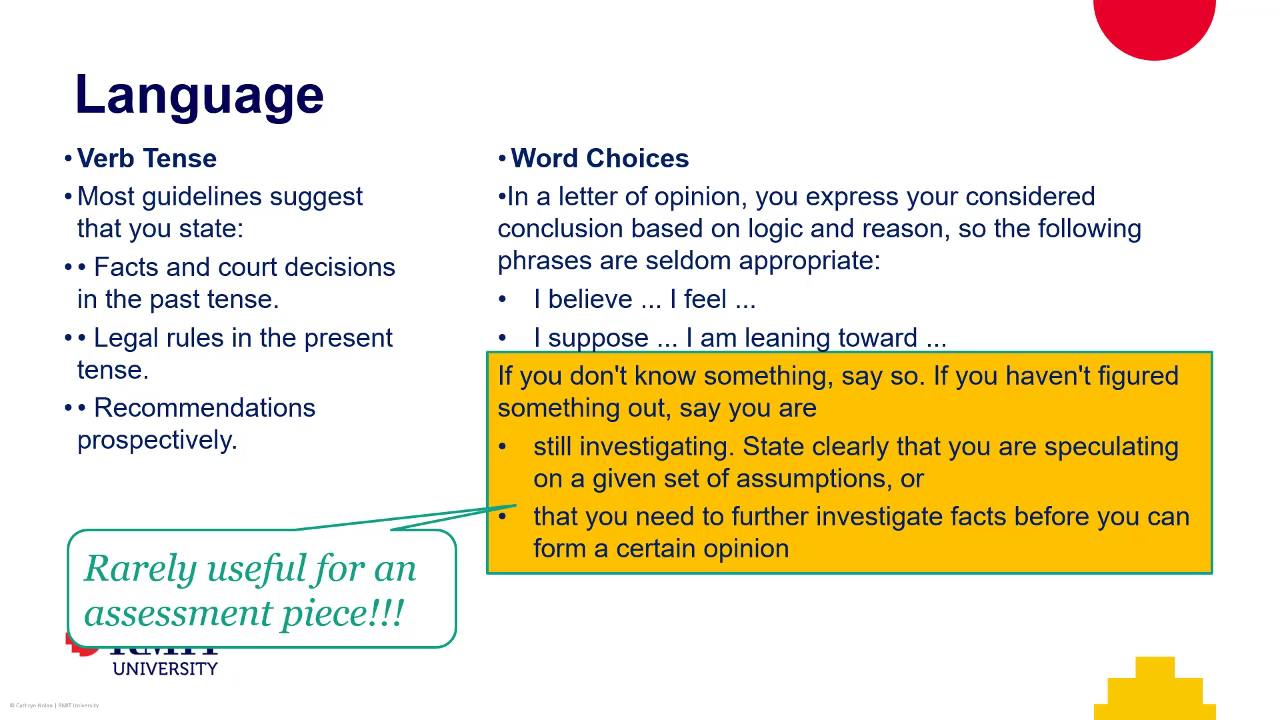 Language
• Verb Tense
• Most guidelines suggest
that you state:
• • Facts and court decisions
in the past tense.
• • Legal rules in the present
tense.
• • Recommendations
prospectively.
• Word Choices
•In a letter of opinion, you express your considered
conclusion based on logic and reason, so the following
phrases are seldom appropriate:
• I believe ... I feel ...
• I suppose ... I am leaning toward ...
If you don't know something, say so. If you haven't figured
something out, say you are
• still investigating. State clearly that you are speculating
on a given set of assumptions, or
• that you need to further investigate facts before you can
form a certain opinion
Rarely useful for an
assessment piece!!!
RMIT
UNIVERSITY
© Cathryn Nolan | RMIT University